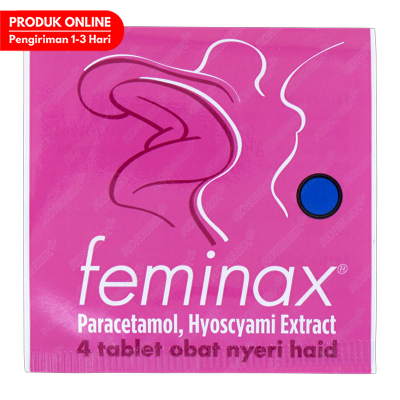 PRODUK ONLINE
Pengiriman 1-3 Hari
feminax®
Paracetamol, Hyoscyami Extract
4 tablet obat nyeri haid